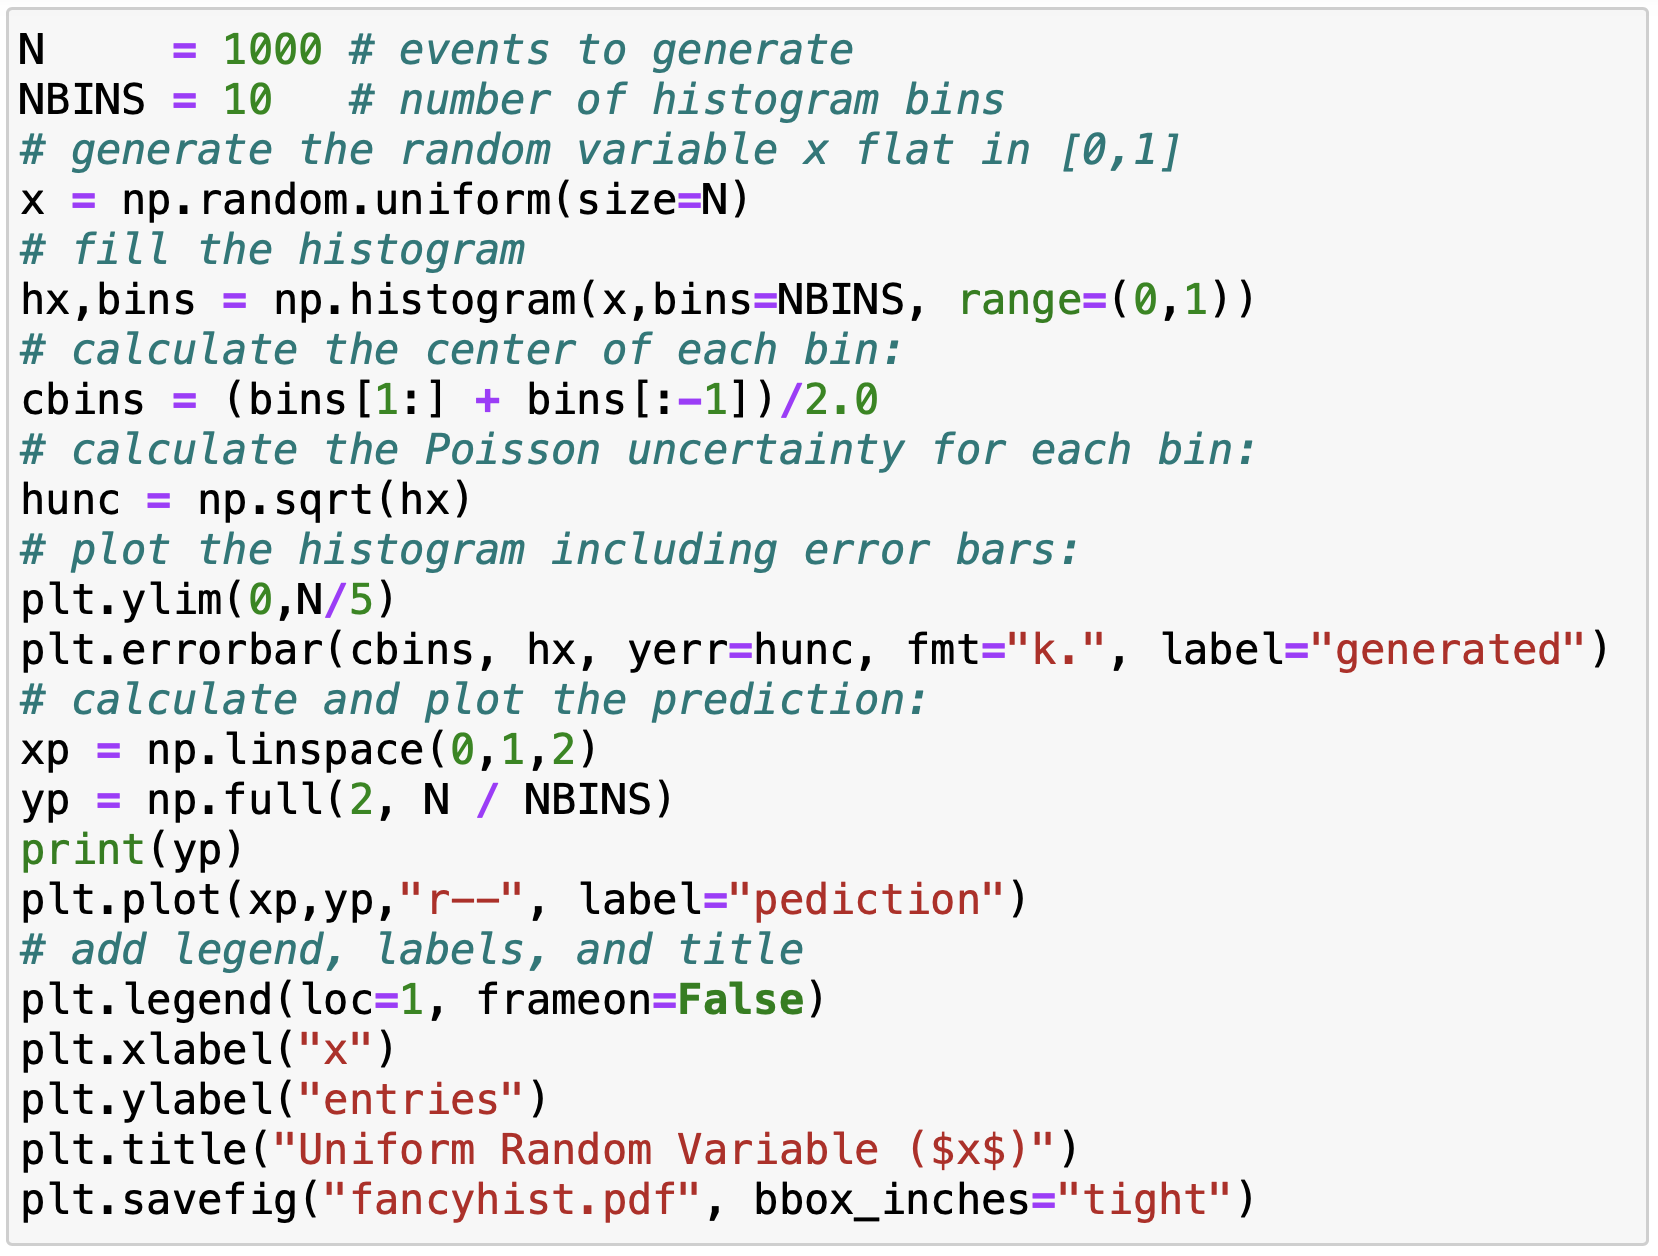 N     = 1000 # events to generate
NBINS = 10   # number of histogram bins
# generate the random variable x flat in [0,1]
x = np.random.uniform(size=N)
# fill the histogram
hx,bins = np.histogram(x,bins=NBINS, range=(0,1))
# calculate the center of each bin:
cbins = (bins[1:] + bins[:-1])/2.0
# calculate the Poisson uncertainty for each bin:
hunc = np.sqrt(hx)
# plot the histogram including error bars:
plt.ylim(0,N/5)
plt.errorbar(cbins, hx, yerr=hunc, fmt="k.", label="generated")
# calculate and plot the prediction:
xp = np.linspace(0,1,2)
yp = np.full(2, N / NBINS)
print(yp)
plt.plot(xp,yp,"r--", label="pediction")
# add legend, labels, and title
plt.legend(loc=1, frameon=False)
plt.xlabel("x")
plt.ylabel("entries")
plt.title("Uniform Random Variable ($x$)")
plt.savefig("fancyhist.pdf", bbox_inches="tight")